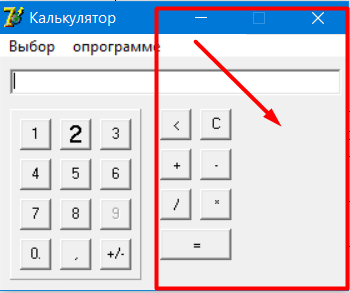 Калькулятор
Выбор опрограмме
1 2 3 < C
4 5 6 + -
7 8 9 / *
0. , +/- =